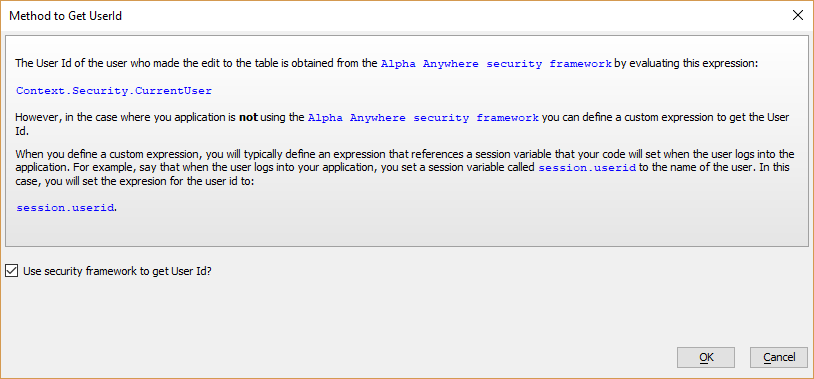 Method to Get UserId
The User Id of the user who made the edit to the table is obtained from the Alpha Anywhere security framework by evaluating this expression:
Context.Security.CurrentUser
However, in the case where you application is not using the Alpha Anywhere security framework you can define a custom expression to get the User
Id.
When you define a custom expression, you will typically define an expression that references a session variable that your code will set when the user logs into the
application. For example, say that when the user logs into your application, you set a session variable called session.userid to the name of the user. In this
case, you will set the expresion for the user id to:
session.userid.
Use security framework to get User Id?
OK
Cancel